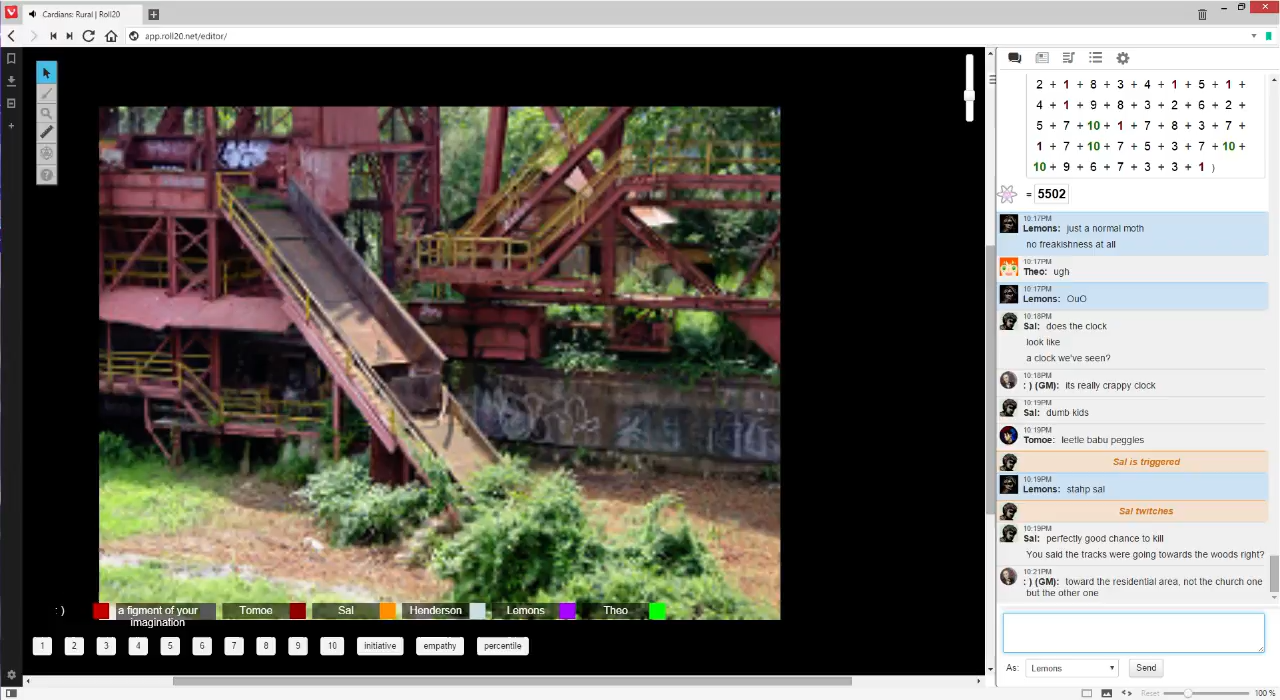 Cardians: Rural | Roll20
app.roll20.net/editor/
2 + 1 + 8 + 3 + 4 + 1 + 5 + 1 +
4 + 1 + 9 + 8 + 3 + 2 + 6 + 2 +
5 + 7 + 10 + 1 + 7 + 8 + 3 + 7 +
1 + 7 + 10 + 7 + 5 + 3 + 7 + 10 +
10 + 9 + 6 + 7 + 3 + 3 + 1 )
= 5502
10:17PM
Lemons: just a normal moth
no freakishness at all
10:17PM
Theo: ugh
10:17PM
Lemons: OuO
10:18PM
Sal: does the clock
look like
a clock we've seen?
10:18PM
: ) (GM): its really crappy clock
10:19PM
Sal: dumb kids
10:19PM
Tomoe: leetle babu peggles
Sal is triggered
10:19PM
Lemons: stahp sal
Sal twitches
10:19PM
Sal: perfectly good chance to kill
You said the tracks were going towards the woods right?
10:21PM
: ) (GM): toward the residential area, not the church one
but the other one
: ) a figment of your Tomoe Sal Henderson Lemons Theo
imagination
1 2 3 4 5 6 7 8 9 10 initiative empathy percentile
As: Lemons Send
Reset 100 %